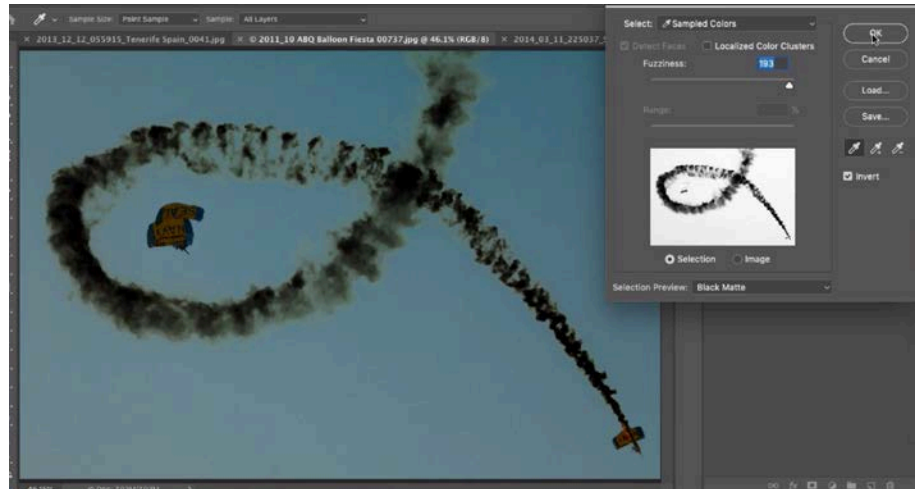 Sample Size: Point Sample Sample: All Layers
× 2013_12_12_055915_Tenerife Spain_0041.jpg × © 2011_10 ABQ Balloon Fiesta 00737.jpg @ 46.1% (RGB/8) × 2014_03_11_225037_
Select: Sampled Colors
OK
Detect Faces Localized Color Clusters
Fuzziness: 193
Cancel
Load...
Range: %
Save...
Invert
Selection Image
Selection Preview: Black Matte